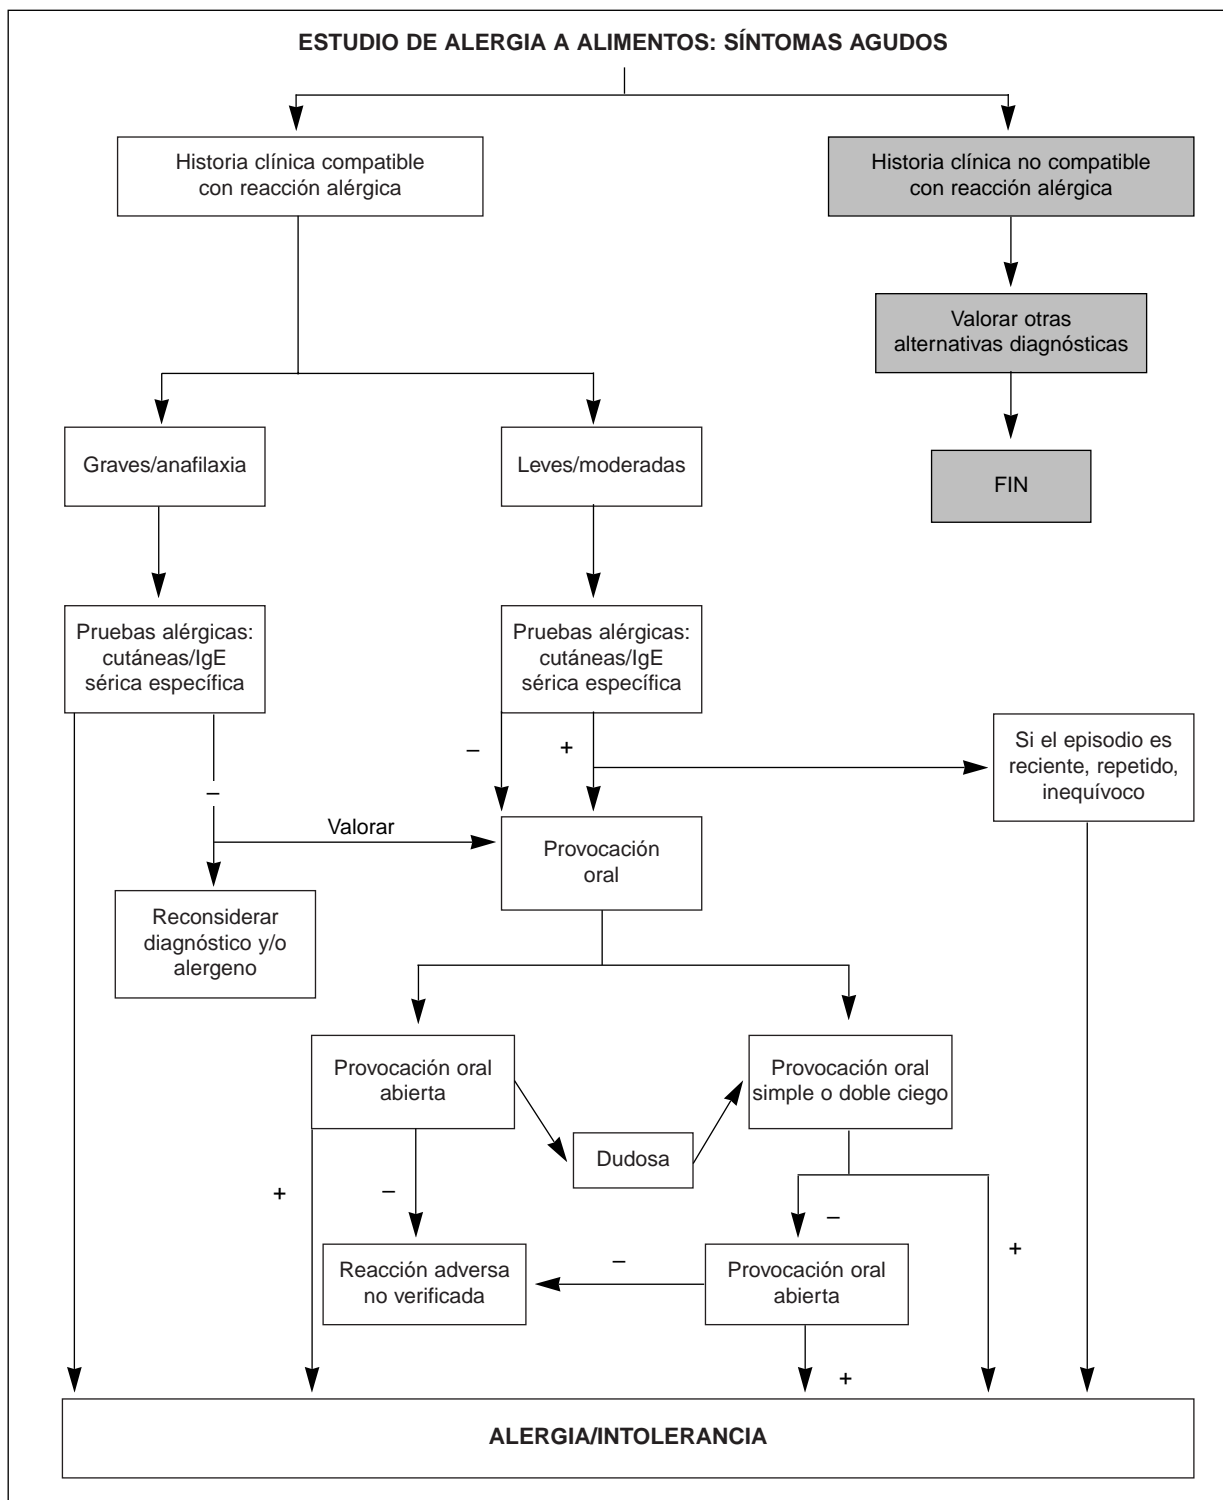 ESTUDIO DE ALERGIA A ALIMENTOS: SÍNTOMAS AGUDOS
Historia clínica compatible
con reacción alérgica
Historia clínica no compatible
con reacción alérgica
Valorar otras
alternativas diagnósticas
FIN
Graves/anafilaxia
Leves/moderadas
Pruebas alérgicas:
cutáneas/IgE
sérica específica
Pruebas alérgicas:
cutáneas/IgE
sérica específica
–
+
Si el episodio es
reciente, repetido,
inequívoco
–
Valorar
Provocación
oral
Reconsiderar
diagnóstico y/o
alergeno
Provocación oral
abierta
Dudosa
Provocación oral
simple o doble ciego
+
–
–
+
Reacción adversa
no verificada
–
Provocación oral
abierta
+
ALERGIA/INTOLERANCIA